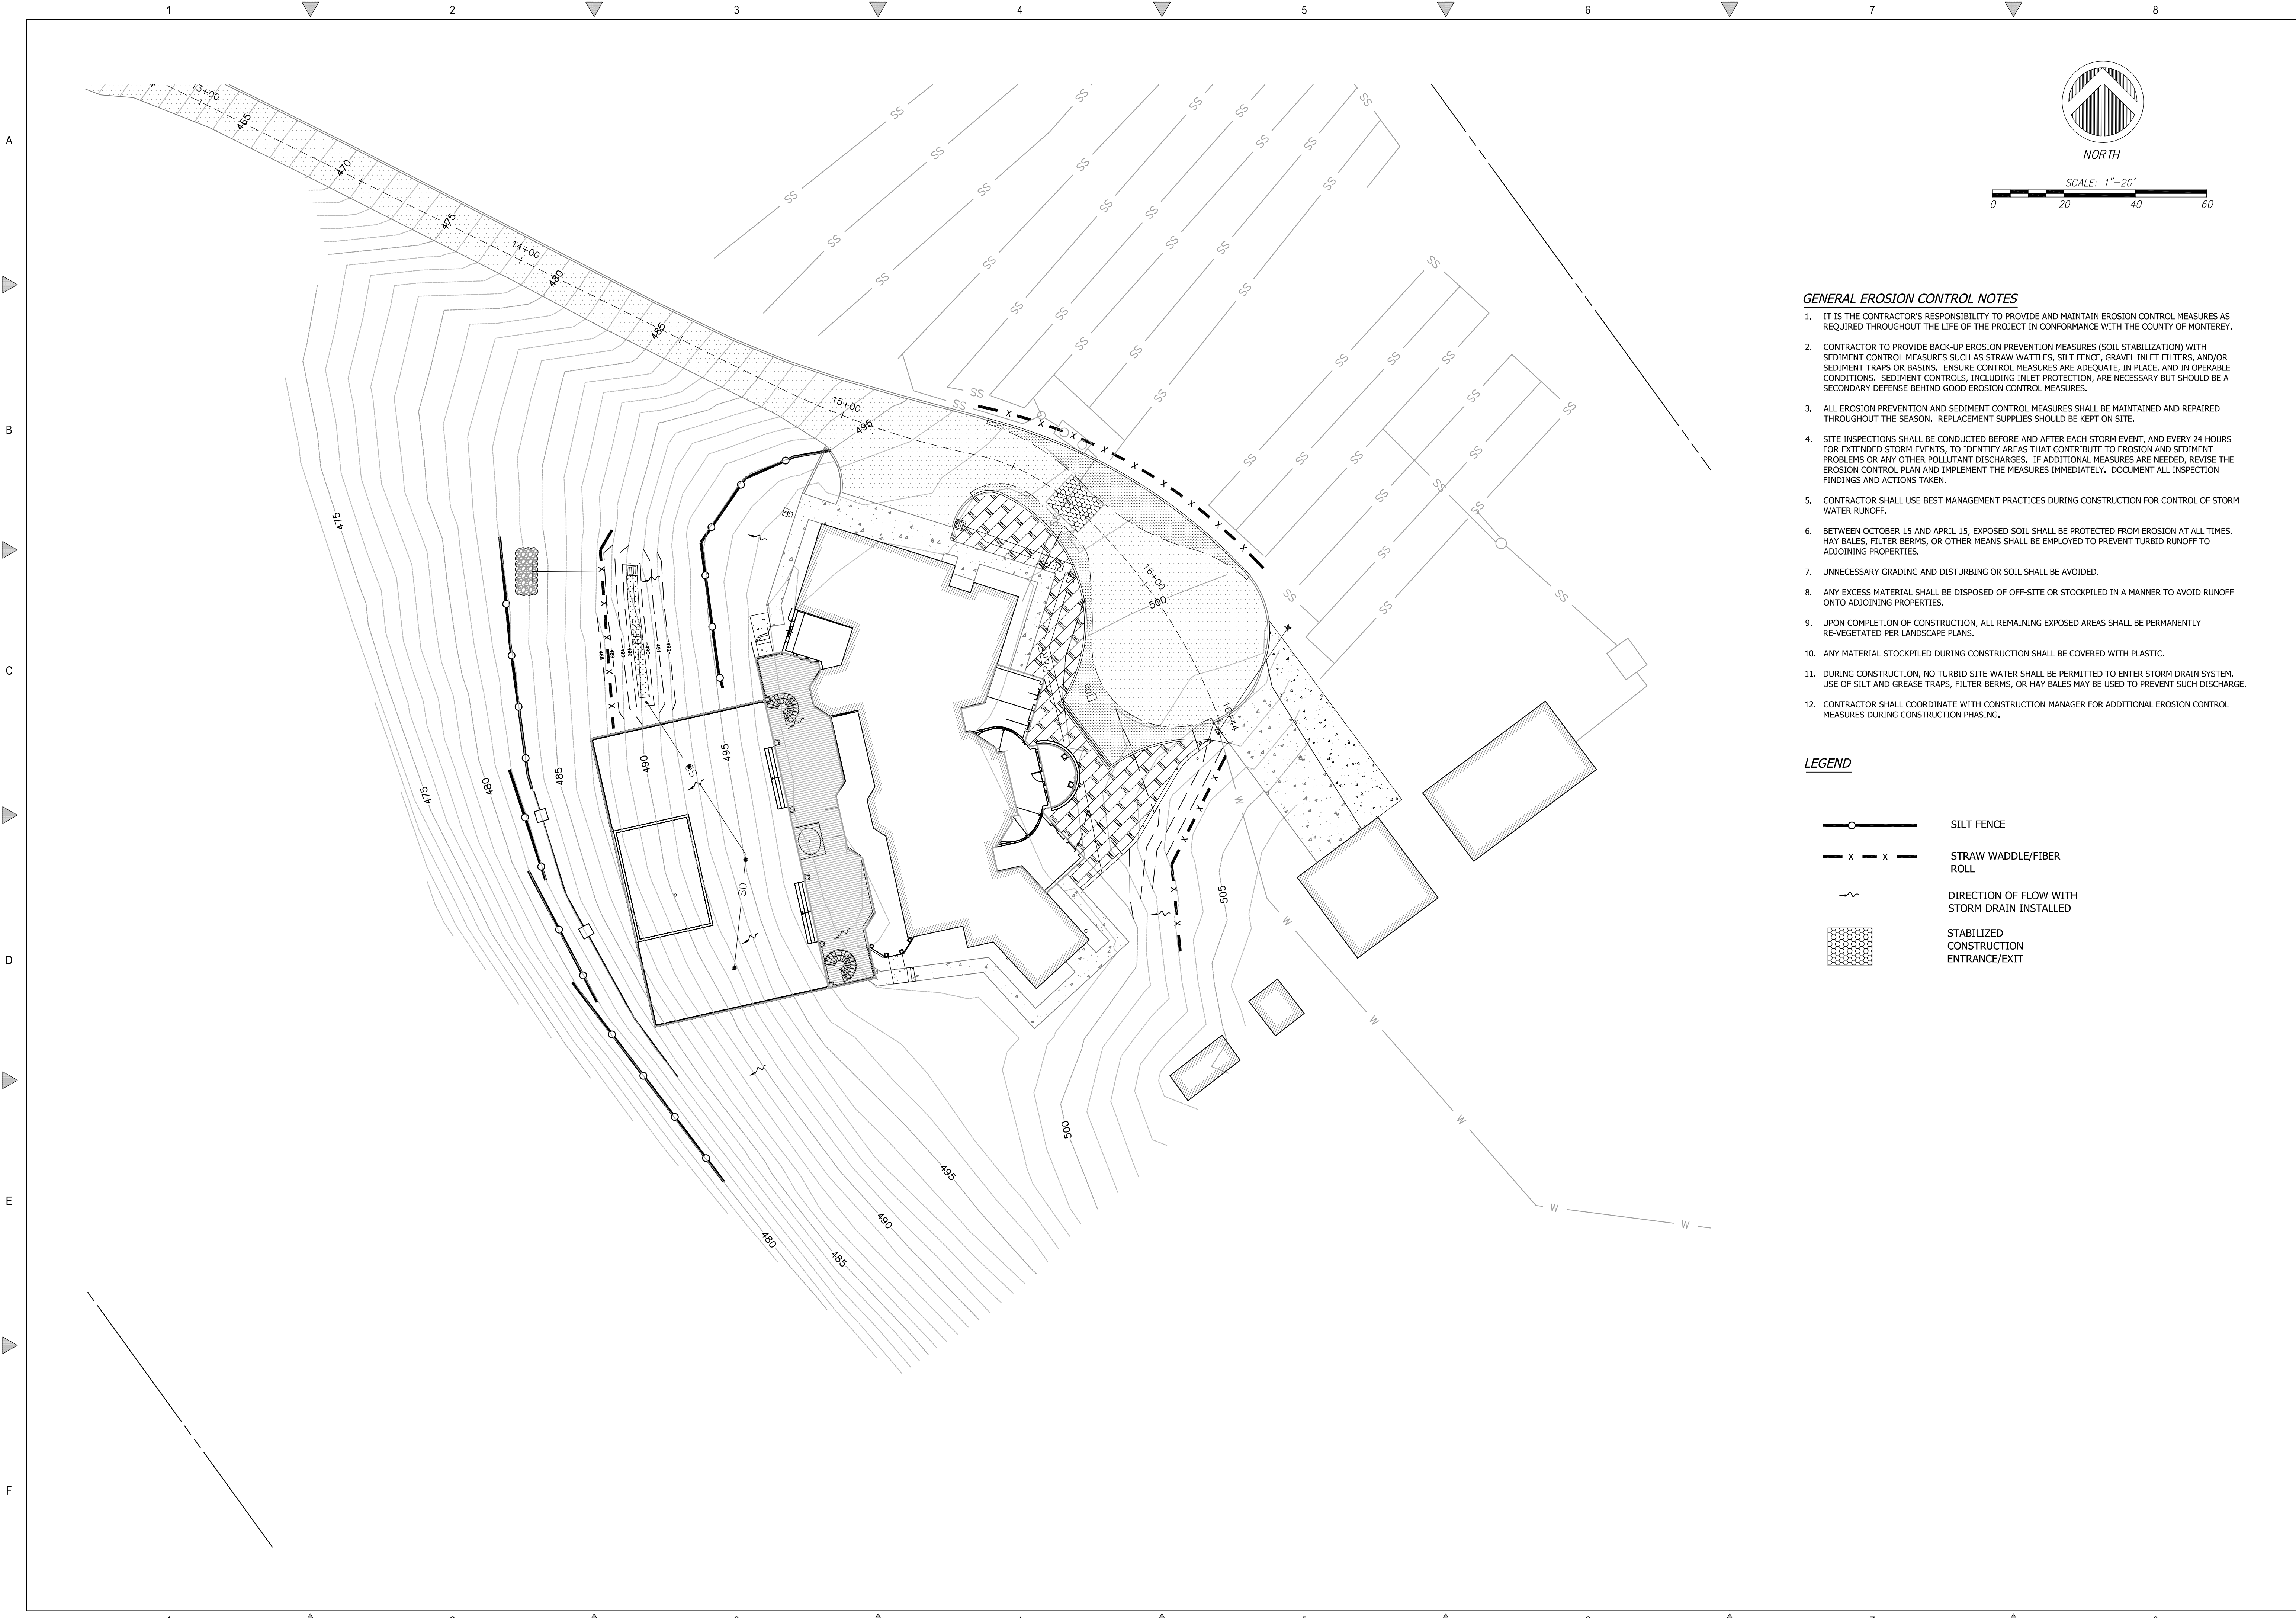 1 2 3 4 5 6 7 8
A
B
C
D
E
F
NORTH
SCALE: 1"=20'
0 20 40 60
GENERAL EROSION CONTROL NOTES
1. IT IS THE CONTRACTOR'S RESPONSIBILITY TO PROVIDE AND MAINTAIN EROSION CONTROL MEASURES AS
REQUIRED THROUGHOUT THE LIFE OF THE PROJECT IN CONFORMANCE WITH THE COUNTY OF MONTEREY.
2. CONTRACTOR TO PROVIDE BACK-UP EROSION PREVENTION MEASURES (SOIL STABILIZATION) WITH
SEDIMENT CONTROL MEASURES SUCH AS STRAW WATTLES, SILT FENCE, GRAVEL INLET FILTERS, AND/OR
SEDIMENT TRAPS OR BASINS. ENSURE CONTROL MEASURES ARE ADEQUATE, IN PLACE, AND IN OPERABLE
CONDITIONS. SEDIMENT CONTROLS, INCLUDING INLET PROTECTION, ARE NECESSARY BUT SHOULD BE A
SECONDARY DEFENSE BEHIND GOOD EROSION CONTROL MEASURES.
3. ALL EROSION PREVENTION AND SEDIMENT CONTROL MEASURES SHALL BE MAINTAINED AND REPAIRED
THROUGHOUT THE SEASON. REPLACEMENT SUPPLIES SHOULD BE KEPT ON SITE.
4. SITE INSPECTIONS SHALL BE CONDUCTED BEFORE AND AFTER EACH STORM EVENT, AND EVERY 24 HOURS
FOR EXTENDED STORM EVENTS, TO IDENTIFY AREAS THAT CONTRIBUTE TO EROSION AND SEDIMENT
PROBLEMS OR ANY OTHER POLLUTANT DISCHARGES. IF ADDITIONAL MEASURES ARE NEEDED, REVISE THE
EROSION CONTROL PLAN AND IMPLEMENT THE MEASURES IMMEDIATELY. DOCUMENT ALL INSPECTION
FINDINGS AND ACTIONS TAKEN.
5. CONTRACTOR SHALL USE BEST MANAGEMENT PRACTICES DURING CONSTRUCTION FOR CONTROL OF STORM
WATER RUNOFF.
6. BETWEEN OCTOBER 15 AND APRIL 15, EXPOSED SOIL SHALL BE PROTECTED FROM EROSION AT ALL TIMES.
HAY BALES, FILTER BERMS, OR OTHER MEANS SHALL BE EMPLOYED TO PREVENT TURBID RUNOFF TO
ADJOINING PROPERTIES.
7. UNNECESSARY GRADING AND DISTURBING OR SOIL SHALL BE AVOIDED.
8. ANY EXCESS MATERIAL SHALL BE DISPOSED OF OFF-SITE OR STOCKPILED IN A MANNER TO AVOID RUNOFF
ONTO ADJOINING PROPERTIES.
9. UPON COMPLETION OF CONSTRUCTION, ALL REMAINING EXPOSED AREAS SHALL BE PERMANENTLY
RE-VEGETATED PER LANDSCAPE PLANS.
10. ANY MATERIAL STOCKPILED DURING CONSTRUCTION SHALL BE COVERED WITH PLASTIC.
11. DURING CONSTRUCTION, NO TURBID SITE WATER SHALL BE PERMITTED TO ENTER STORM DRAIN SYSTEM.
USE OF SILT AND GREASE TRAPS, FILTER BERMS, OR HAY BALES MAY BE USED TO PREVENT SUCH DISCHARGE.
12. CONTRACTOR SHALL COORDINATE WITH CONSTRUCTION MANAGER FOR ADDITIONAL EROSION CONTROL
MEASURES DURING CONSTRUCTION PHASING.
LEGEND
SILT FENCE
x x STRAW WADDLE/FIBER
ROLL
DIRECTION OF FLOW WITH
STORM DRAIN INSTALLED
STABILIZED
CONSTRUCTION
ENTRANCE/EXIT
465
470
475
14+00
480
485
15+00
495
16+00
500
16+44
475
475
480
485
490
495
SD
505
500
495
490
485
480
SS
SS
SS
SS
W
W
W
W
W
W